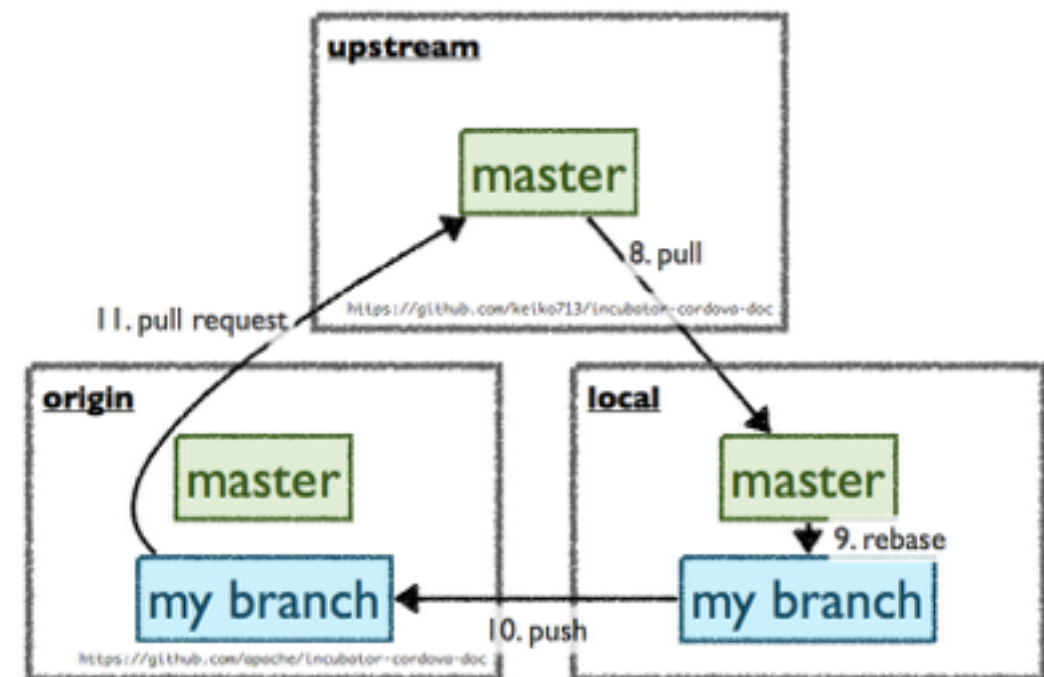 upstream
master
8. pull
https://github.com/keiko713/incubator-cordova-doc
11. pull request
origin
master
my branch
https://github.com/apache/incubator-cordova-doc
local
master
9. rebase
my branch
10. push